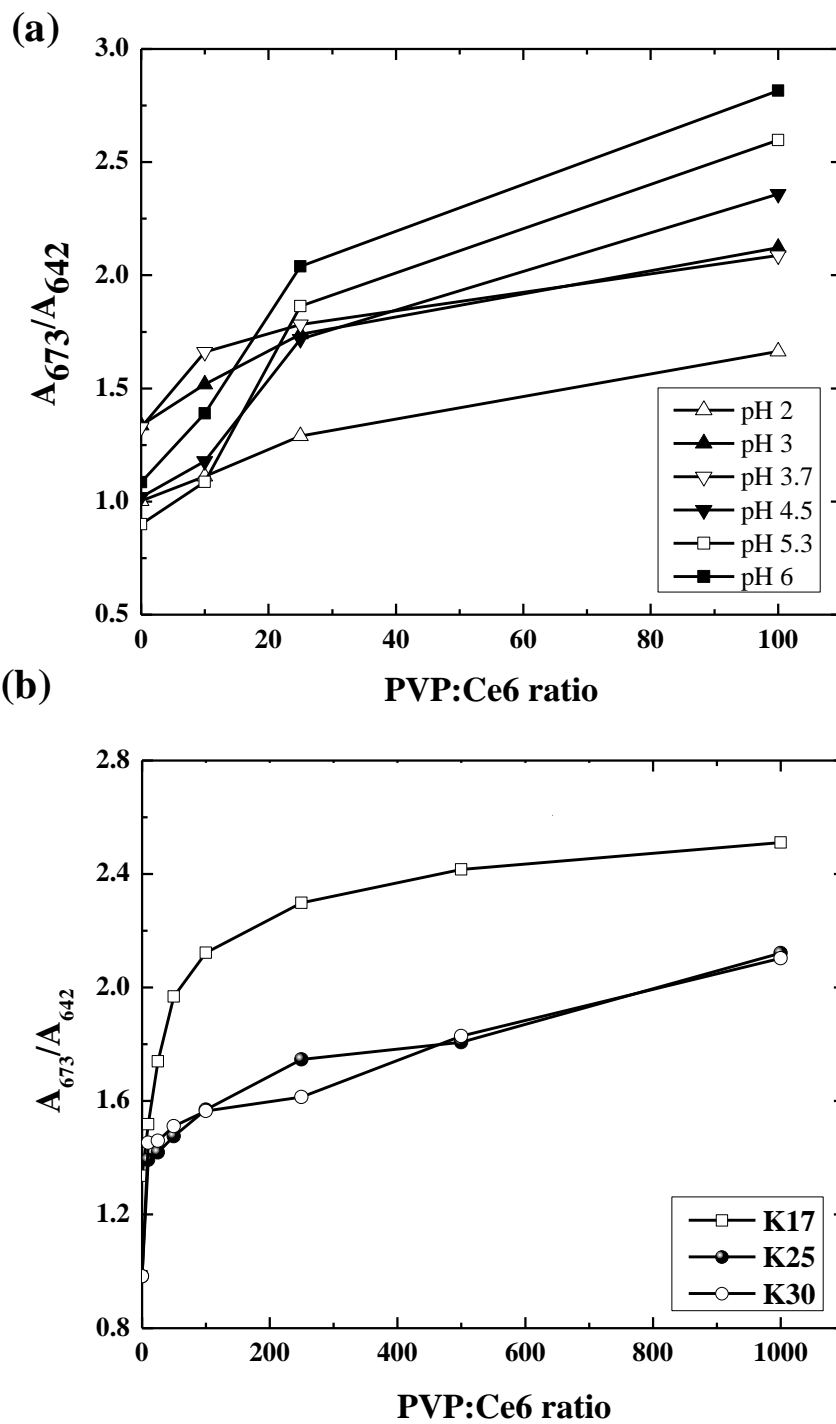 (a)
3.0
2.5
2.0
1.5
1.0
0.5
A673/A642
0 20 40 60 80 100
PVP:Ce6 ratio
pH 2
pH 3
pH 3.7
pH 4.5
pH 5.3
pH 6
(b)
2.8
2.4
2.0
1.6
1.2
0.8
A673/A642
0 200 400 600 800 1000
PVP:Ce6 ratio
K17
K25
K30